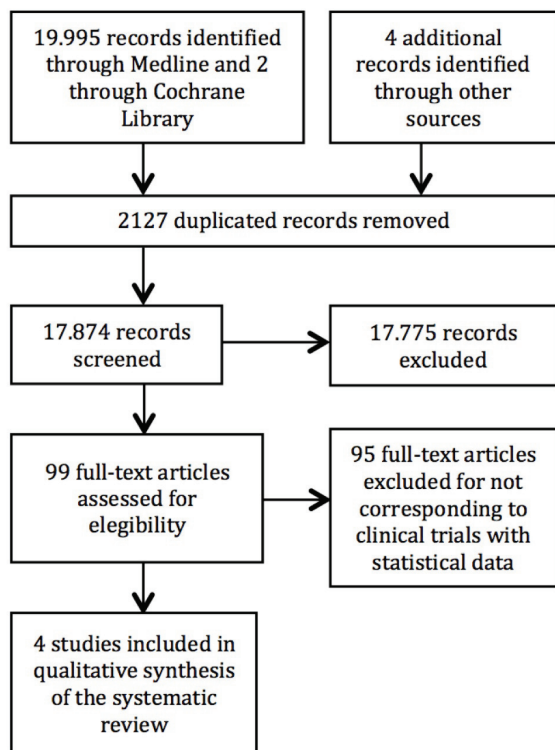 19.995 records identified
through Medline and 2
through Cochrane
Library
4 additional
records identified
through other
sources
2127 duplicated records removed
17.874 records
screened
17.775 records
excluded
99 full-text articles
assessed for
elegibility
95 full-text articles
excluded for not
corresponding to
clinical trials with
statistical data
4 studies included in
qualitative synthesis
of the systematic
review